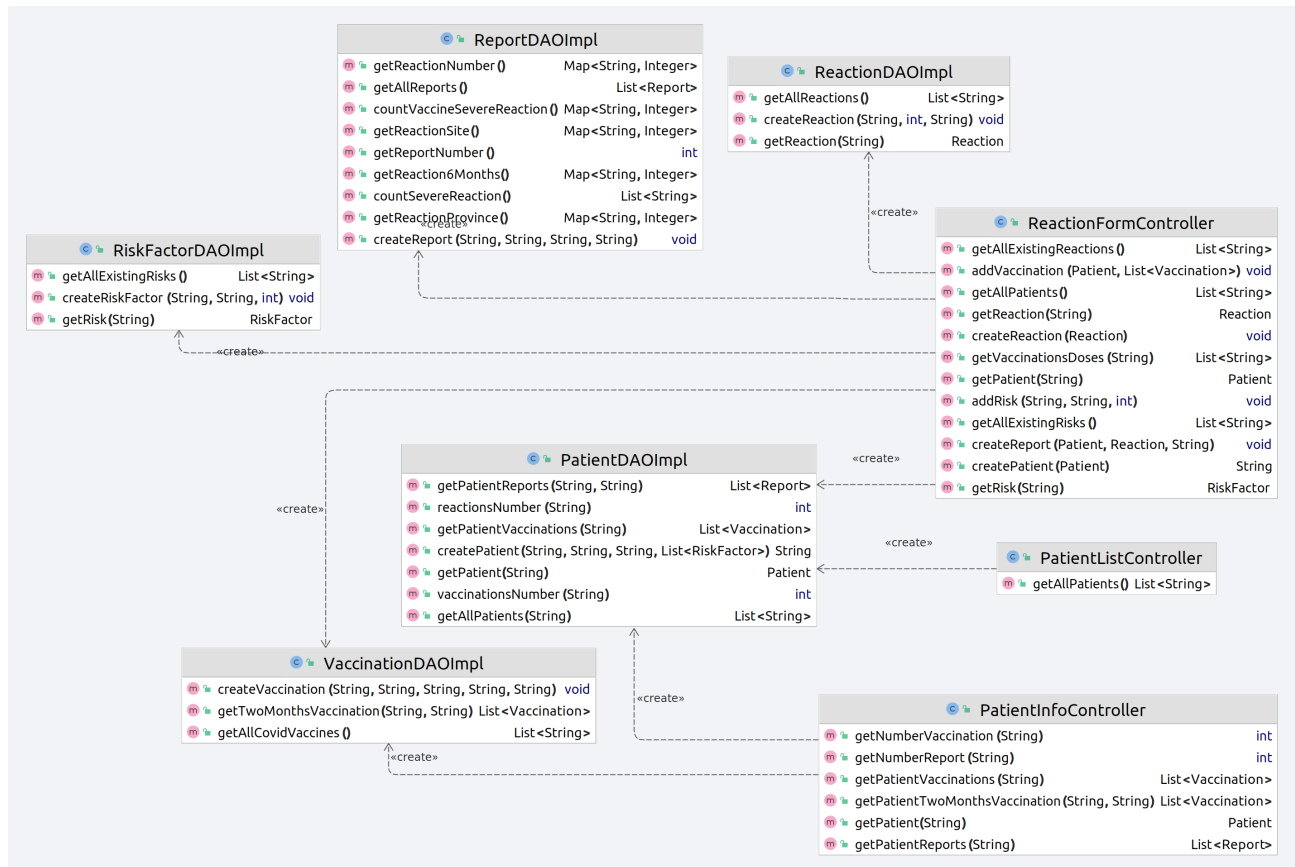 ReportDAOImpl
getReactionNumber() Map<String, Integer>
getAllReports() List<Report>
countVaccineSevereReaction() Map<String, Integer>
getReactionSite() Map<String, Integer>
getReportNumber() int
getReaction6Months() Map<String, Integer>
countSevereReaction() List<String>
getReactionProvince() Map<String, Integer>
«create»
createReport(String, String, String, String) void
ReactionDAOImpl
getAllReactions() List<String>
createReaction(String, int, String) void
getReaction(String) Reaction
«create»
ReactionFormController
getAllExistingReactions() List<String>
addVaccination(Patient, List<Vaccination>) void
getAllPatients() List<String>
getReaction(String) Reaction
createReaction(Reaction) void
getVaccinationsDoses(String) List<String>
getPatient(String) Patient
addRisk(String, String, int) void
getAllExistingRisks() List<String>
createReport(Patient, Reaction, String) void
createPatient(Patient) String
getRisk(String) RiskFactor
RiskFactorDAOImpl
getAllExistingRisks() List<String>
createRiskFactor(String, String, int) void
getRisk(String) RiskFactor
«create»
PatientDAOImpl
getPatientReports(String, String) List<Report>
reactionsNumber(String) int
getPatientVaccinations(String) List<Vaccination>
createPatient(String, String, String, List<RiskFactor>) String
getPatient(String) Patient
vaccinationsNumber(String) int
getAllPatients(String) List<String>
«create»
«create»
«create»
PatientListController
getAllPatients() List<String>
VaccinationDAOImpl
createVaccination(String, String, String, String, String) void
getTwoMonthsVaccination(String, String) List<Vaccination>
getAllCovidVaccines() List<String>
«create»
«create»
PatientInfoController
getNumberVaccination(String) int
getNumberReport(String) int
getPatientVaccinations(String) List<Vaccination>
getPatientTwoMonthsVaccination(String, String) List<Vaccination>
getPatient(String) Patient
getPatientReports(String) List<Report>